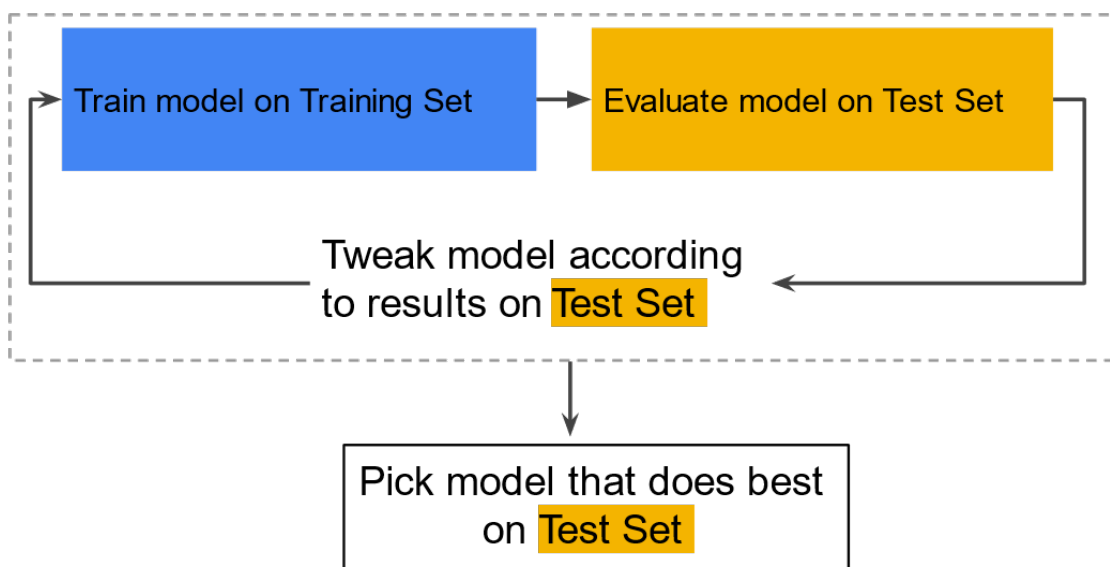 Train model on Training Set
Evaluate model on Test Set
Tweak model according
to results on Test Set
Pick model that does best
on Test Set